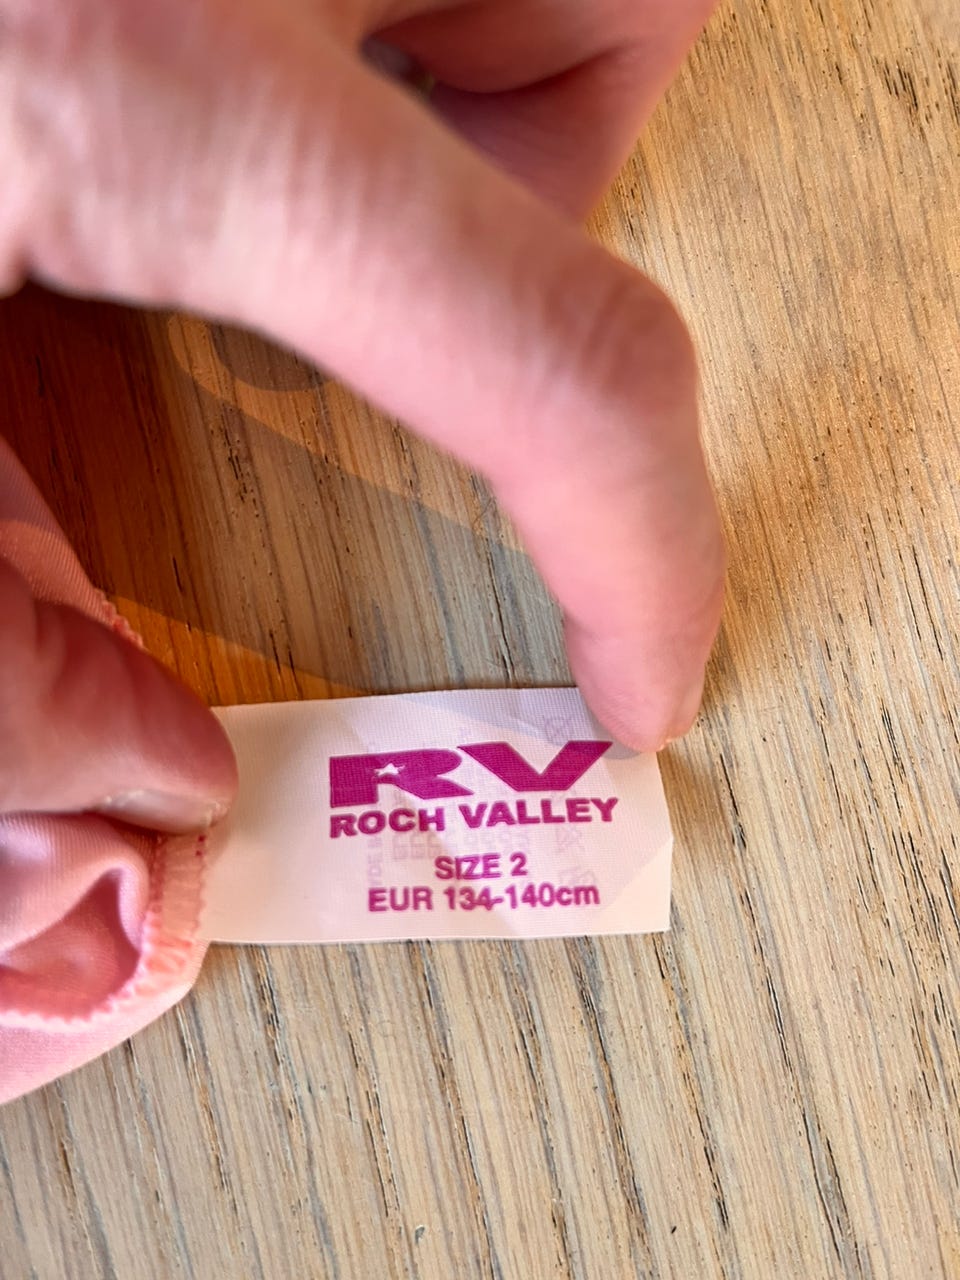 RV
ROCH VALLEY
SIZE 2
EUR 134-140cm